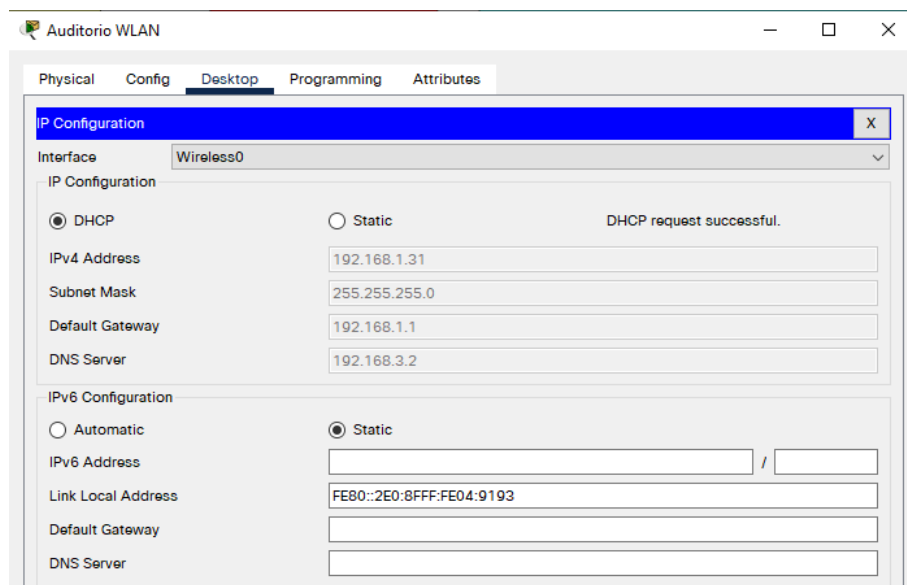 Auditorio WLAN
Physical Config Desktop Programming Attributes
IP Configuration X
Interface Wireless0
IP Configuration
DHCP Static DHCP request successful.
IPv4 Address 192.168.1.31
Subnet Mask 255.255.255.0
Default Gateway 192.168.1.1
DNS Server 192.168.3.2
IPv6 Configuration
Automatic Static
IPv6 Address /
Link Local Address FE80::2E0:8FFF:FE04:9193
Default Gateway
DNS Server